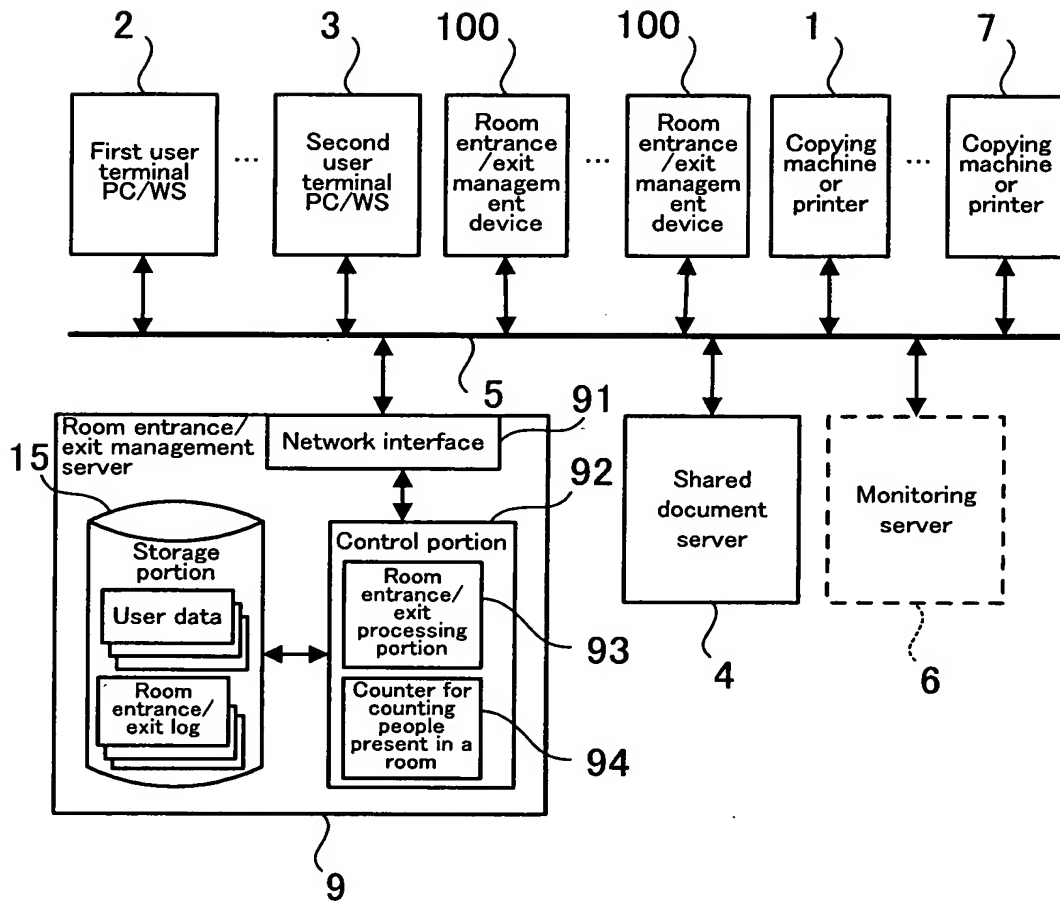 2
3
100
100
1
7
First user
terminal
PC/WS
...
Second
user
terminal
PC/WS
Room
entrance
/exit
managem
ent
device
...
Room
entrance
/exit
managem
ent
device
Copying
machine
or
printer
...
Copying
machine
or
printer
5
Room entrance/
exit management
server
Network interface
91
15
92
Storage
portion
User data
Room
entrance/
exit log
Control portion
Room
entrance/
exit
processing
portion
93
Counter for
counting
people
present in a
room
94
9
Shared
document
server
4
Monitoring
server
6